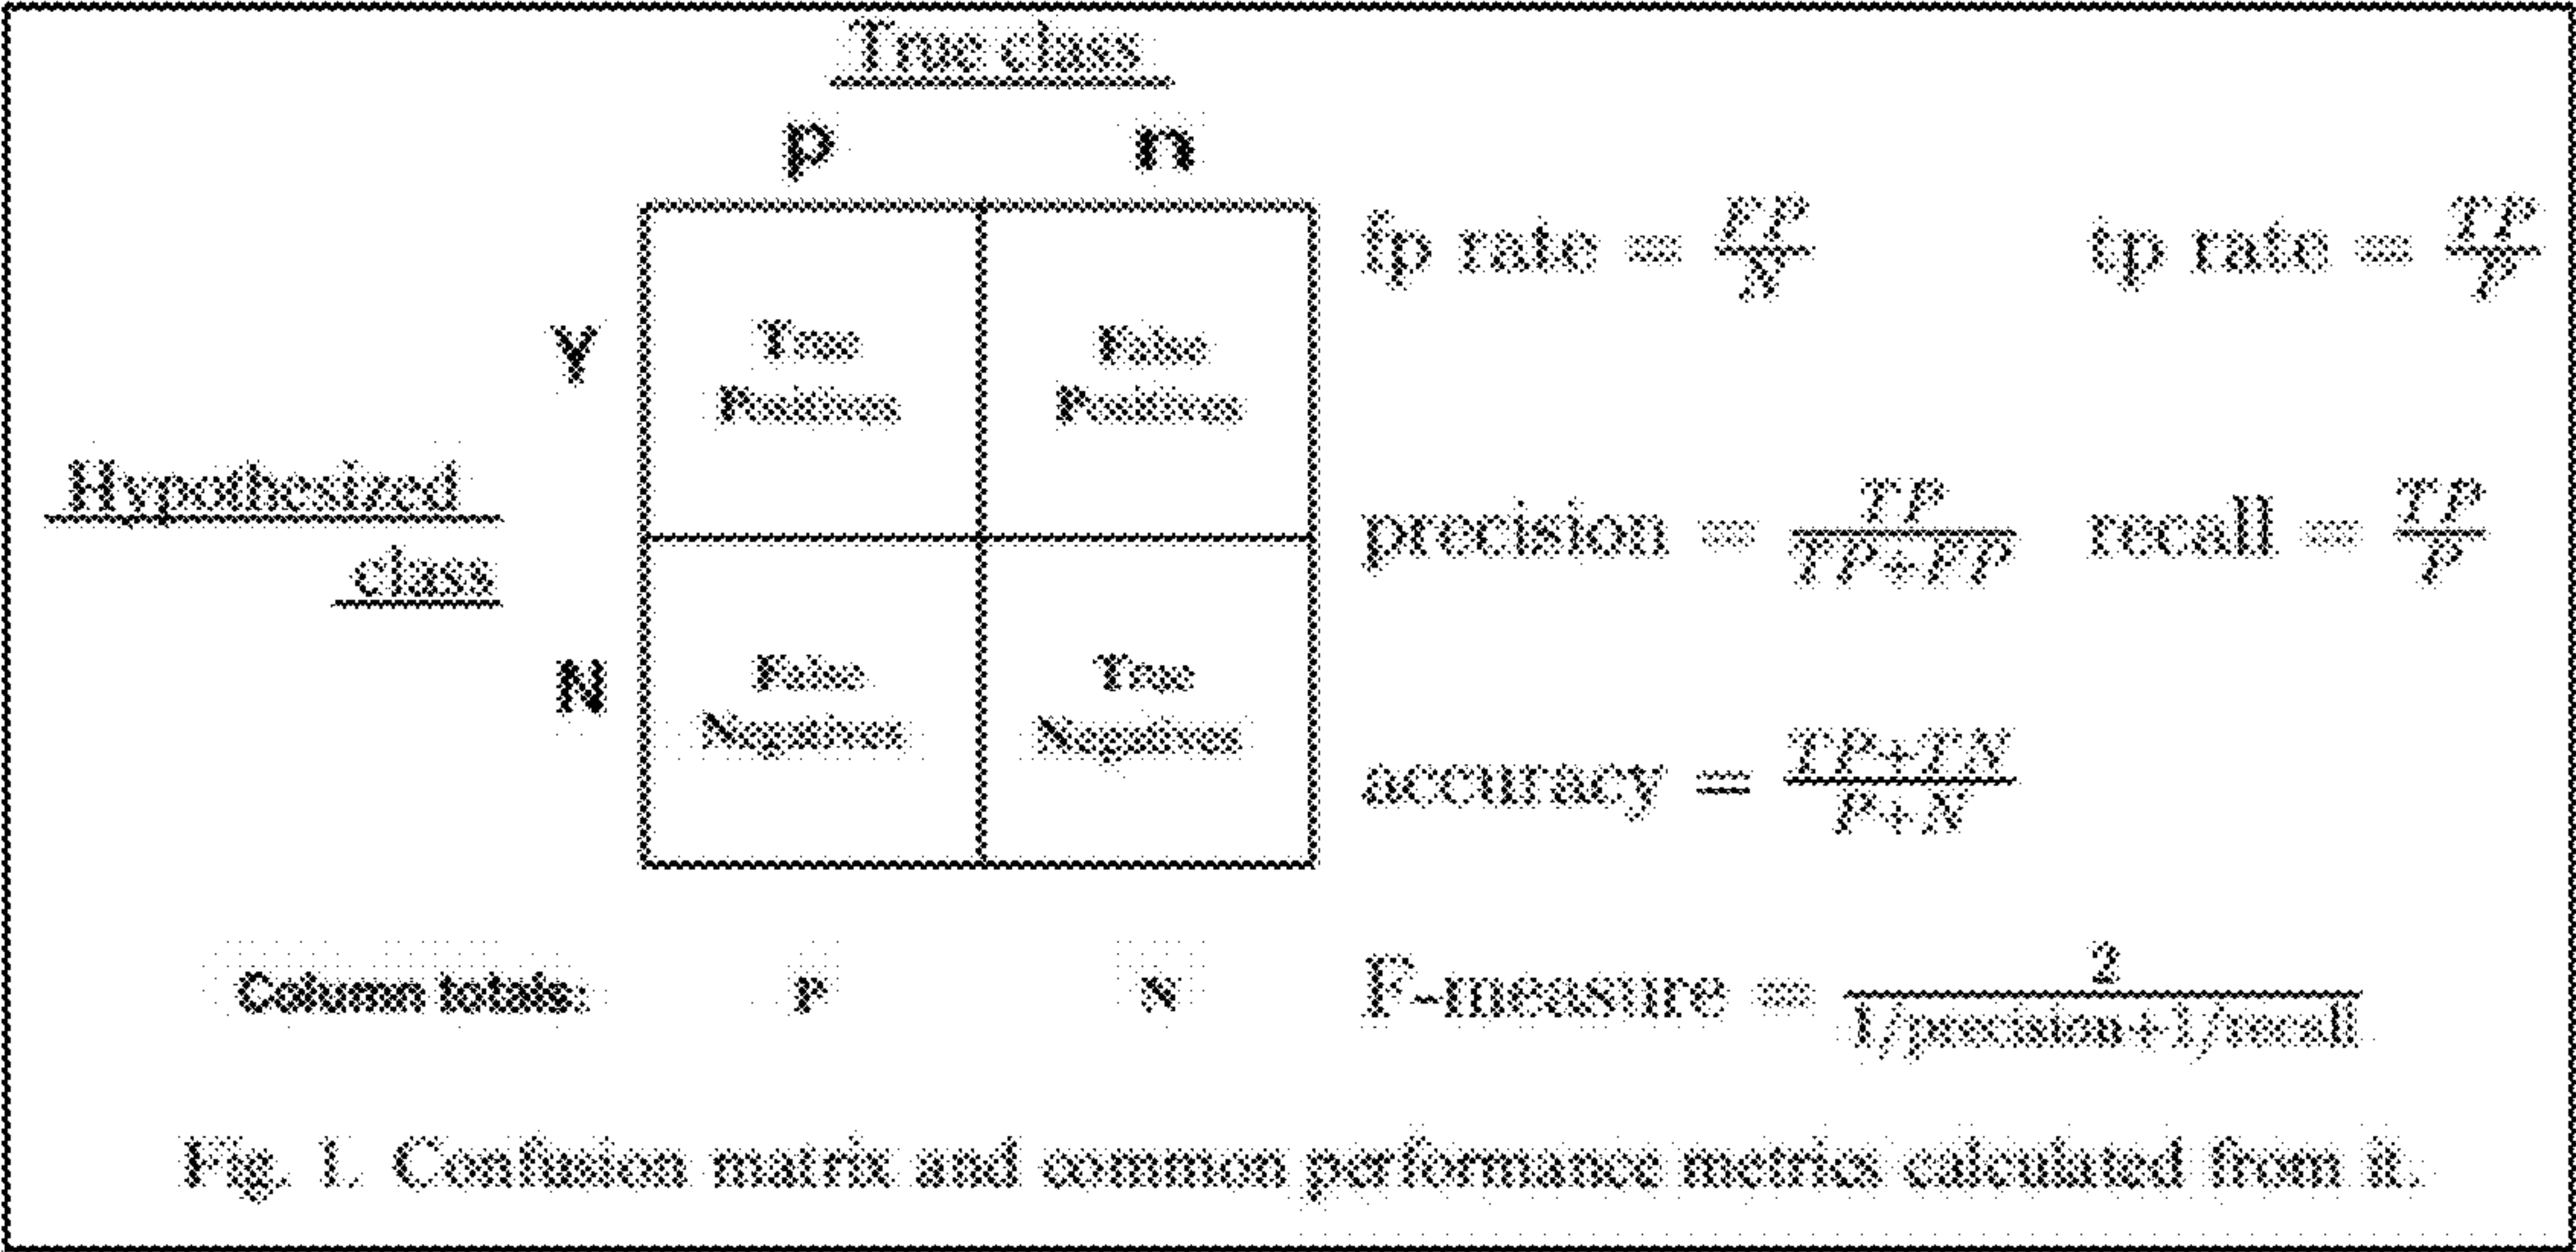 True class
p n
Y
True
Positives
False
Positives
Hypothesized
class
N
False
Negatives
True
Negatives
Column totals: P N
fp rate = FP/N tp rate = TP/P
precision = TP/TP+FP recall = TP/P
accuracy = TP+TN/P+N
F-measure = 2/1/precision+1/recall
Fig. 1. Confusion matrix and common performance metrics calculated from it.